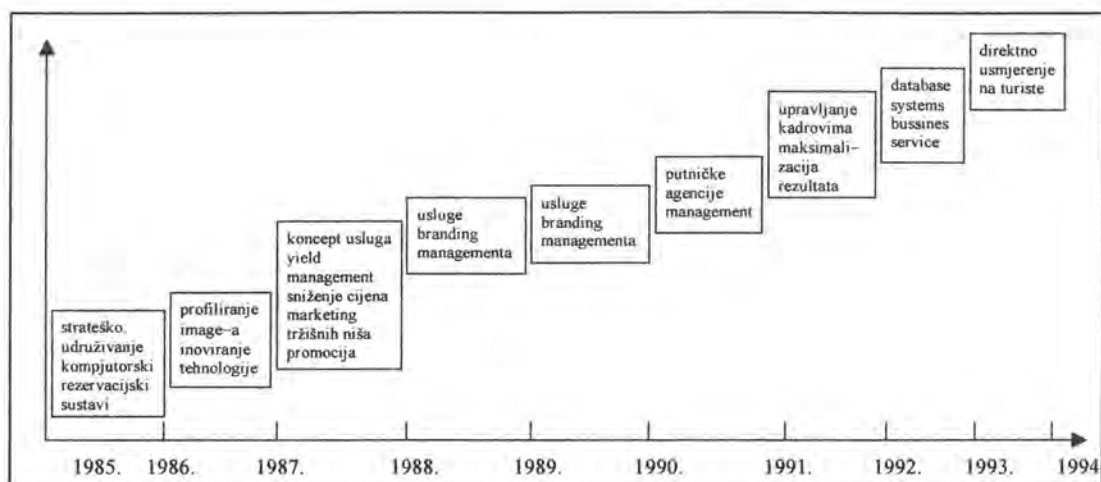 strateško.
udruživanje
kompjutorski
rezervacijski
sustavi
profiliranje
image–a
inoviranje
tehnologije
koncept usluga
yield
management
sniženje cijena
marketing
tržišnih niša
promocija
usluge
branding
managementa
usluge
branding
managementa
putničke
agencije
management
upravljanje
kadrovima
maksimali–
zacija
rezultata
database
systems
bussines
service
direktno
usmjerenje
na turiste
1985. 1986. 1987. 1988. 1989. 1990. 1991. 1992. 1993. 1994